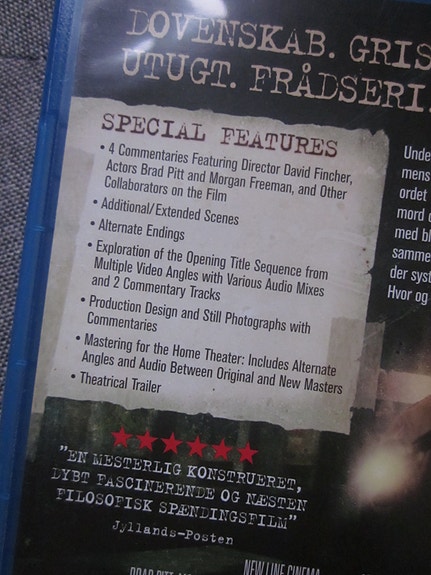 DOVENSKAB. GRIS
UTUGT. FRÅDSERI.
SPECIAL FEATURES
• 4 Commentaries Featuring Director David Fincher,
Actors Brad Pitt and Morgan Freeman, and Other
Collaborators on the Film
• Additional/Extended Scenes
• Alternate Endings
• Exploration of the Opening Title Sequence from
Multiple Video Angles with Various Audio Mixes
and 2 Commentary Tracks
• Production Design and Still Photographs with
Commentaries
• Mastering for the Home Theater: Includes Alternate
Angles and Audio Between Original and New Masters
• Theatrical Trailer
"EN MESTERLIG KONSTRUERET,
DYBT FASCINERENDE OG NÆSTEN
FILOSOFISK SPÆNDINGSFILM"
Jyllands-Posten
Unde
mens
ordet
mord
med bl
samme
der syst
Hvor og
NEW LINE CINEMA